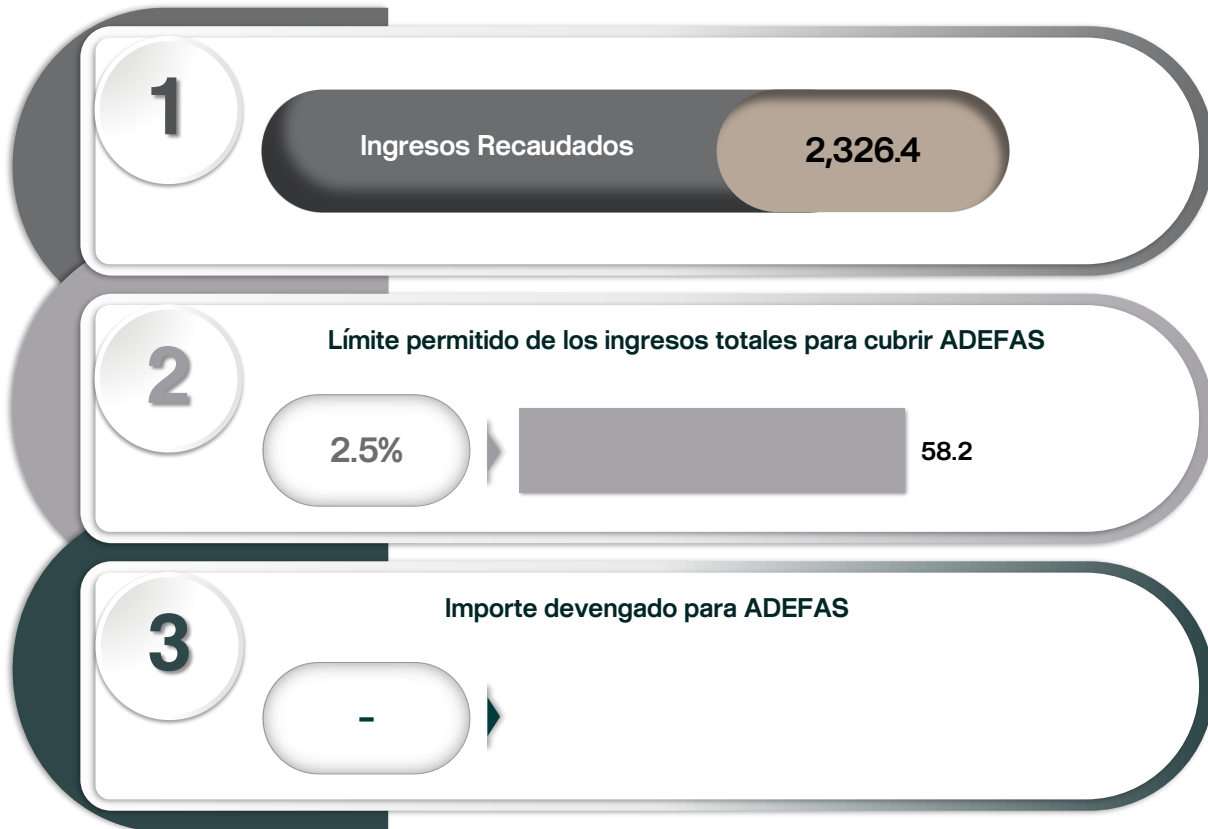 1
Ingresos Recaudados
2,326.4
2
Límite permitido de los ingresos totales para cubrir ADEFAS
2.5%
58.2
3
Importe devengado para ADEFAS
-